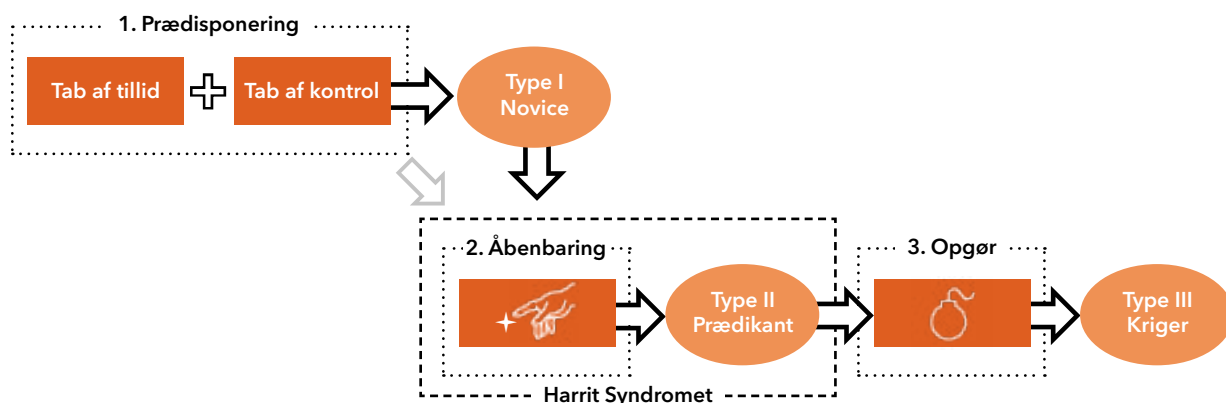 1. Prædisponering
Tab af tillid
Tab af kontrol
Type I
Novice
2. Åbenbaring
Type II
Prædikant
3. Opgør
Type III
Kriger
Harrit Syndromet